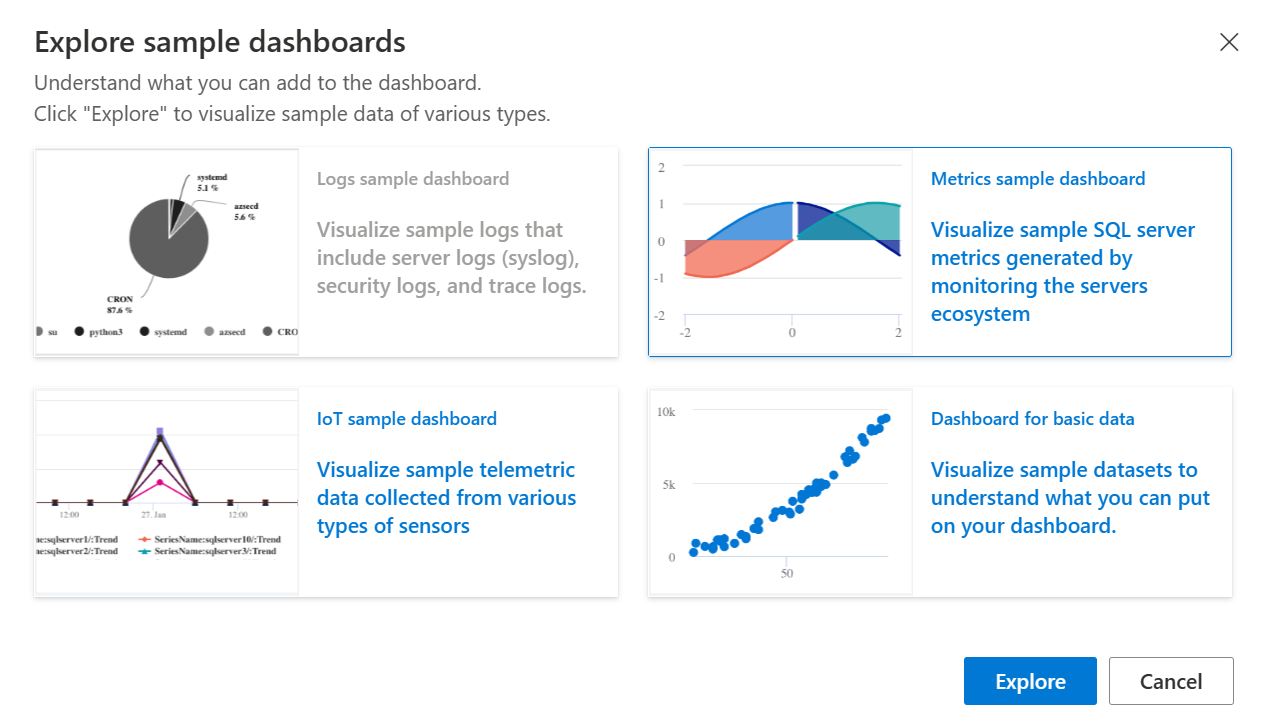 Explore sample dashboards
Understand what you can add to the dashboard.
Click "Explore" to visualize sample data of various types.
systemd
5.1 %
azsecd
5.6 %
CRON
87.6 %
su python3 systemd azsecd CRO
Logs sample dashboard
Visualize sample logs that
include server logs (syslog),
security logs, and trace logs.
2
1
0
-1
-2
-2 0 2
Metrics sample dashboard
Visualize sample SQL server
metrics generated by
monitoring the servers
ecosystem
12:00 27. Jan 12:00
ne:sqlserver1/:Trend SeriesName:sqlserver10/:Trend
ne:sqlserver2/:Trend SeriesName:sqlserver3/:Trend
IoT sample dashboard
Visualize sample telemetric
data collected from various
types of sensors
10k
5k
0
50
Dashboard for basic data
Visualize sample datasets to
understand what you can put
on your dashboard.
Explore Cancel